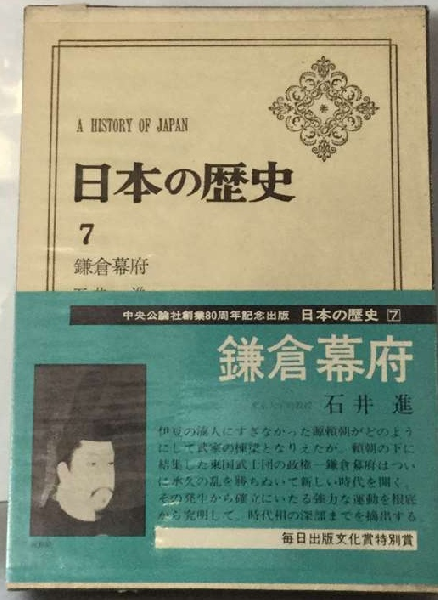 A HISTORY OF JAPAN
日本の歴史
7
鎌倉幕府
石井 進
中央公論社創業80周年記念出版 日本の歴史 7
鎌倉幕府
石井 進
伊豆の流人にすぎなかった源頼朝がどのよう
にして武家の棟梁となりえたか。頼朝の下に
結集した東国武士団の政権—鎌倉幕府はつい
に承久の乱を勝ちぬいて新しい時代を開く。
その発生から確立にいたる強力な運動を根底
から究明して、時代相の深部までを摘出する
毎日出版文化賞特別賞